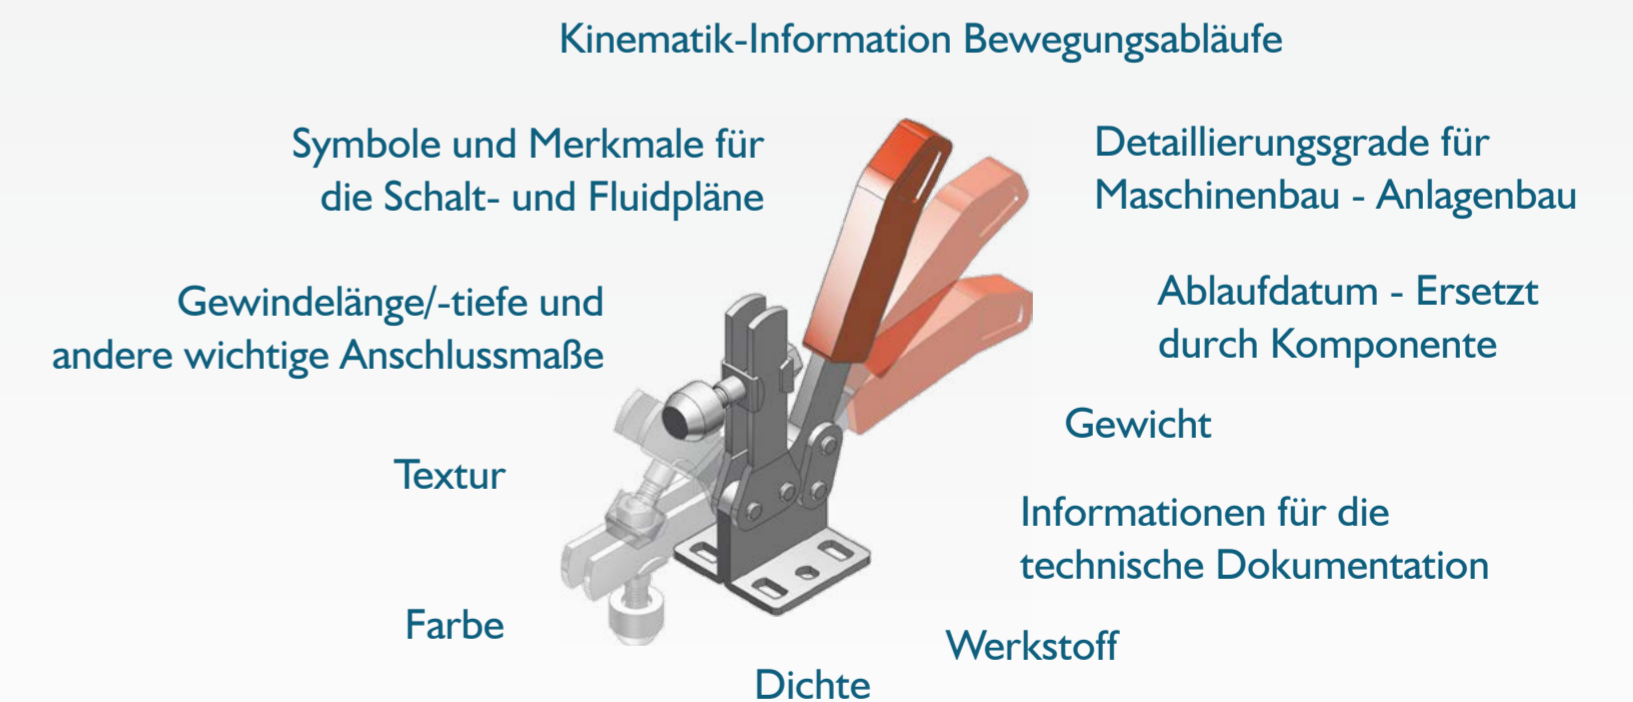 Kinematik-Information Bewegungsabläufe
Symbole und Merkmale für
die Schalt- und Fluidpläne
Detaillierungsgrade für
Maschinenbau - Anlagenbau
Gewindelänge/-tiefe und
andere wichtige Anschlussmaße
Ablaufdatum - Ersetzt
durch Komponente
Gewicht
Textur
Informationen für die
technische Dokumentation
Farbe
Werkstoff
Dichte